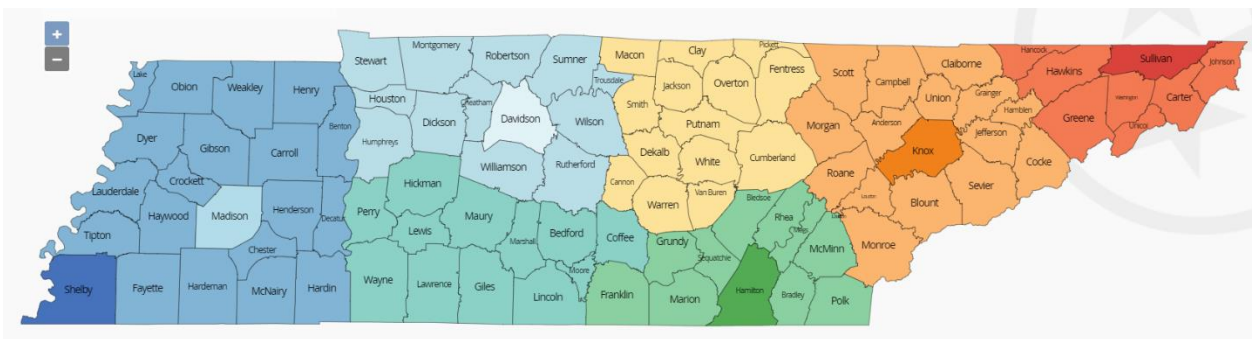 +
−
Lake
Obion
Weakley
Henry
Stewart
Montgomery
Robertson
Sumner
Trousdale
Macon
Clay
Pickett
Fentress
Scott
Campbell
Claiborne
Hancock
Hawkins
Sullivan
Johnson
Dyer
Gibson
Carroll
Benton
Houston
Humphreys
Dickson
Cheatham
Davidson
Wilson
Smith
Jackson
Overton
Putnam
Morgan
Anderson
Union
Grainger
Hamblen
Greene
Washington
Carter
Unicoi
Lauderdale
Crockett
Haywood
Madison
Henderson
Decatur
Hickman
Williamson
Rutherford
Cannon
Dekalb
White
Cumberland
Roane
Knox
Jefferson
Cocke
Tipton
Chester
Perry
Lewis
Maury
Marshall
Bedford
Coffee
Warren
Van Buren
Bledsoe
Rhea
Meigs
Loudon
Blount
Sevier
Shelby
Fayette
Hardeman
McNairy
Hardin
Wayne
Lawrence
Giles
Lincoln
Moore
Franklin
Grundy
Sequatchie
Marion
Hamilton
Bradley
McMinn
Polk
Monroe